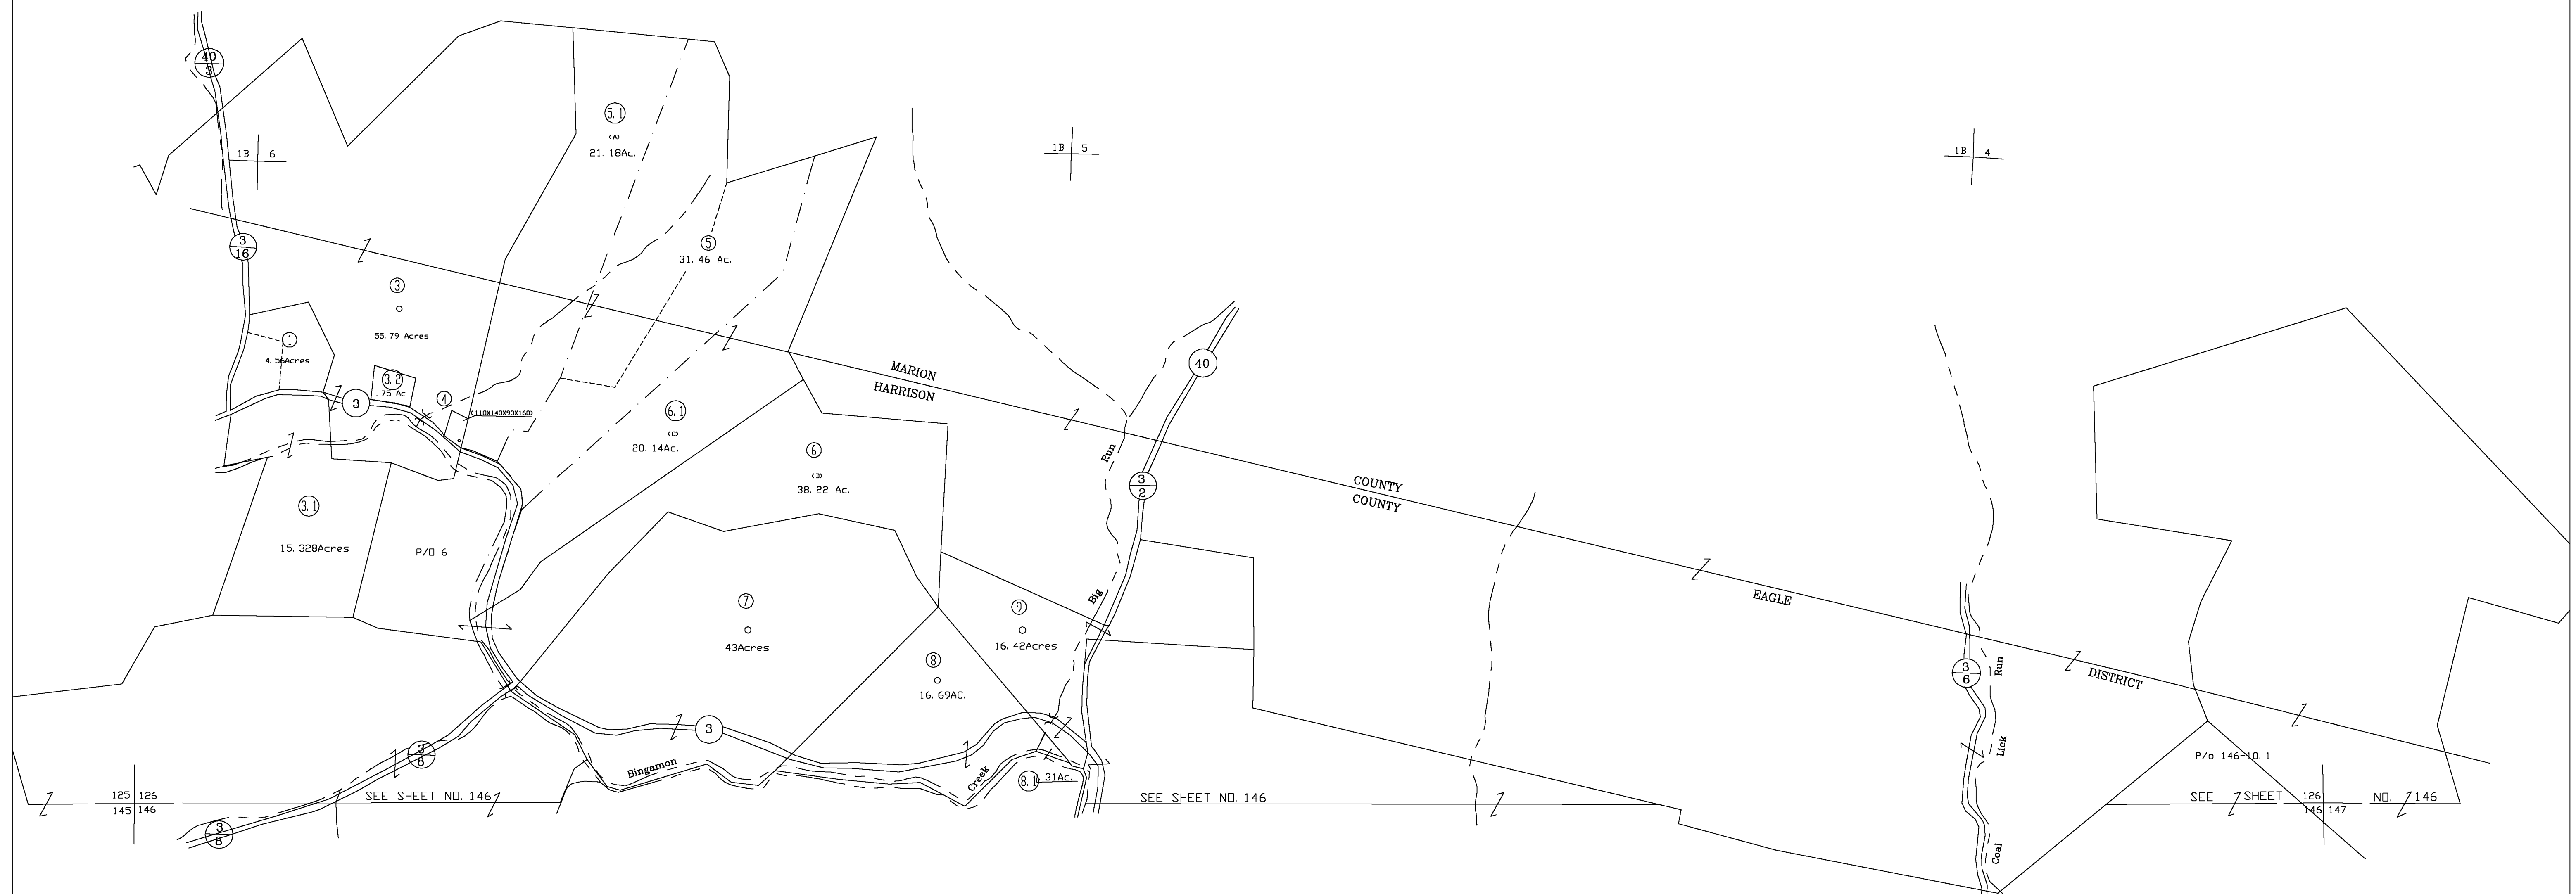 40
3
5.1
(A)
21.18Ac.
1B 6
1B 5
1B 4
3
16
5
31.46 Ac.
3
55.79 Acres
1
4.56Acres
3.2
.75 Ac
3
4
(110X140X90X160)
MARION
HARRISON
40
6.1
(C)
20.14Ac.
6
(D)
38.22 Ac.
Run
Big
3
2
COUNTY
COUNTY
3.1
15.328Acres
P/O 6
EAGLE
7
43Acres
9
16.42Acres
8
16.69AC.
3
6
Run
Lick
Coal
DISTRICT
3
3
8
Bingamon
Creek
8.1
.31Ac.
P/o 146-10.1
125 126
145 146
SEE SHEET NO. 146
SEE SHEET NO. 146
SEE SHEET NO. 146
126
146 147
3
8